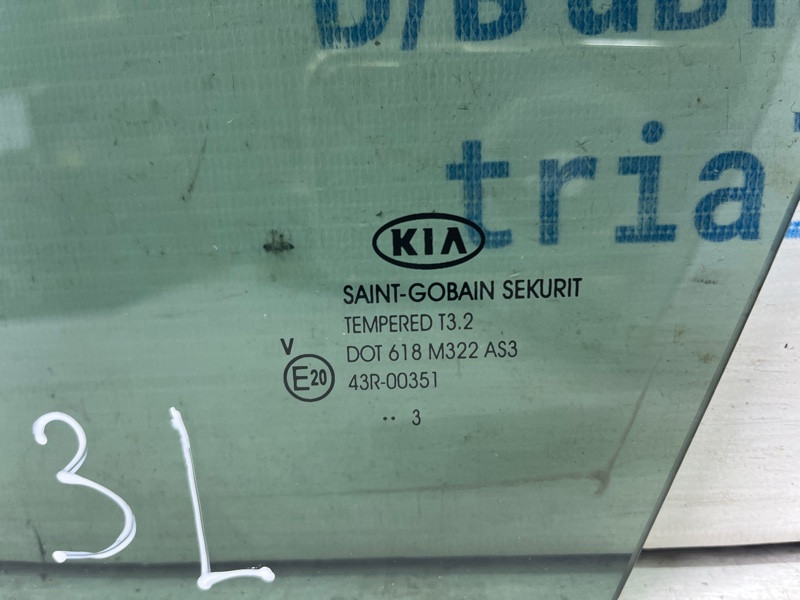 tria
KIA
SAINT-GOBAIN SEKURIT
TEMPERED T3.2
V
DOT 618 M322 AS3
E20
43R-00351
·· 3
3L